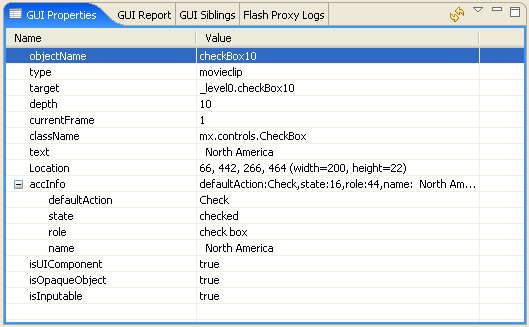 GUI Properties GUI Report GUI Siblings Flash Proxy Logs
Name Value
objectName checkBox10
type movieclip
target _level0.checkBox10
depth 10
currentFrame 1
className mx.controls.CheckBox
text North America
Location 66, 442, 266, 464 (width=200, height=22)
accInfo defaultAction:Check,state:16,role:44,name: North Am...
defaultAction Check
state checked
role check box
name North America
isUIComponent true
isOpaqueObject true
isInputable true